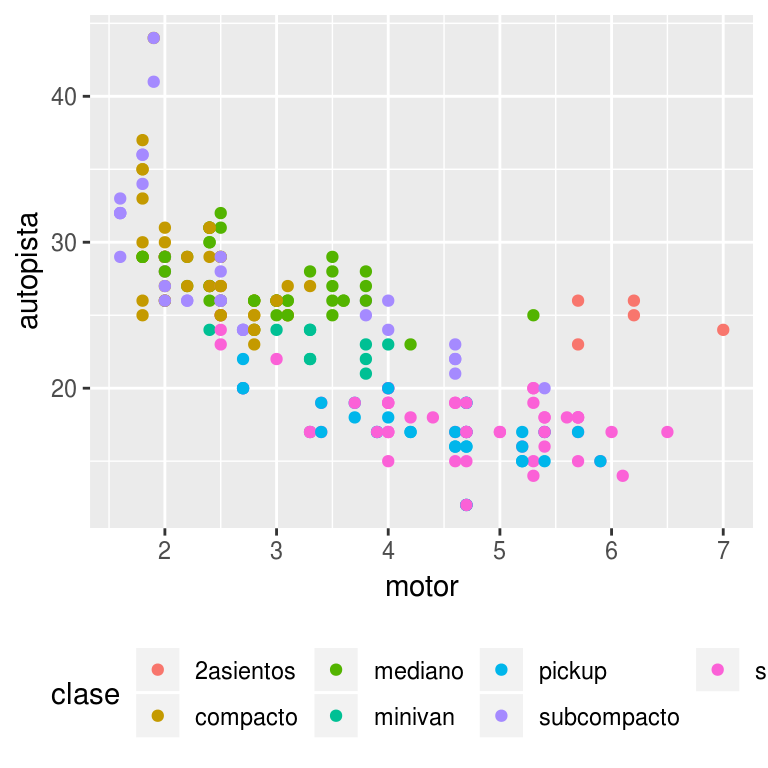 autopista
40
30
20
2 3 4 5 6 7
motor
clase
2asientos mediano pickup s
compacto minivan subcompacto